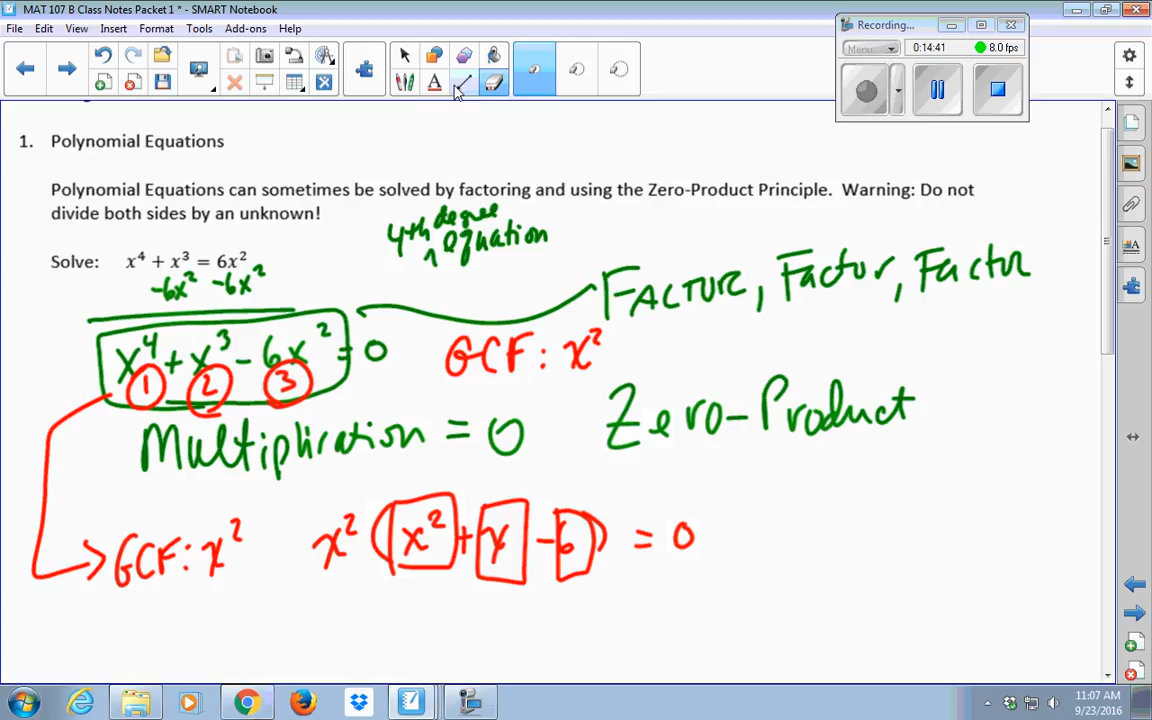 MAT 107 B Class Notes Packet 1 * - SMART Notebook
File Edit View Insert Format Tools Add-ons Help
Recording...
Menu
0:14:41
8.0 fps
1. Polynomial Equations
Polynomial Equations can sometimes be solved by factoring and using the Zero-Product Principle. Warning: Do not
divide both sides by an unknown!
4th degree equation
Solve: x⁴ + x³ = 6x²
-6x² -6x²
FACTOR, Factor, Factor
x⁴ + x³ - 6x² = 0
GCF: x²
1 2 3
Multiplication = 0
Zero-Product
GCF: x² x² (x² + x - 6) = 0
11:07 AM
9/23/2016